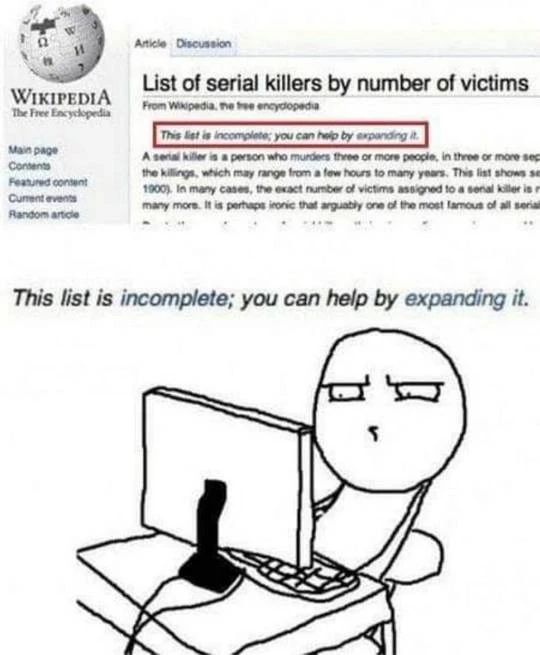 Article Discussion
List of serial killers by number of victims
WIKIPEDIA
The Free Encyclopedia
From Wikipedia, the free encyclopedia
This list is incomplete; you can help by expanding it.
Main page
Contents
Featured content
Current events
Random article
A serial killer is a person who murders three or more people, in three or more sep
the killings, which may range from a few hours to many years. This list shows se
1900). In many cases, the exact number of victims assigned to a serial killer is n
many more. It is perhaps ironic that arguably one of the most famous of all serial
This list is incomplete; you can help by expanding it.